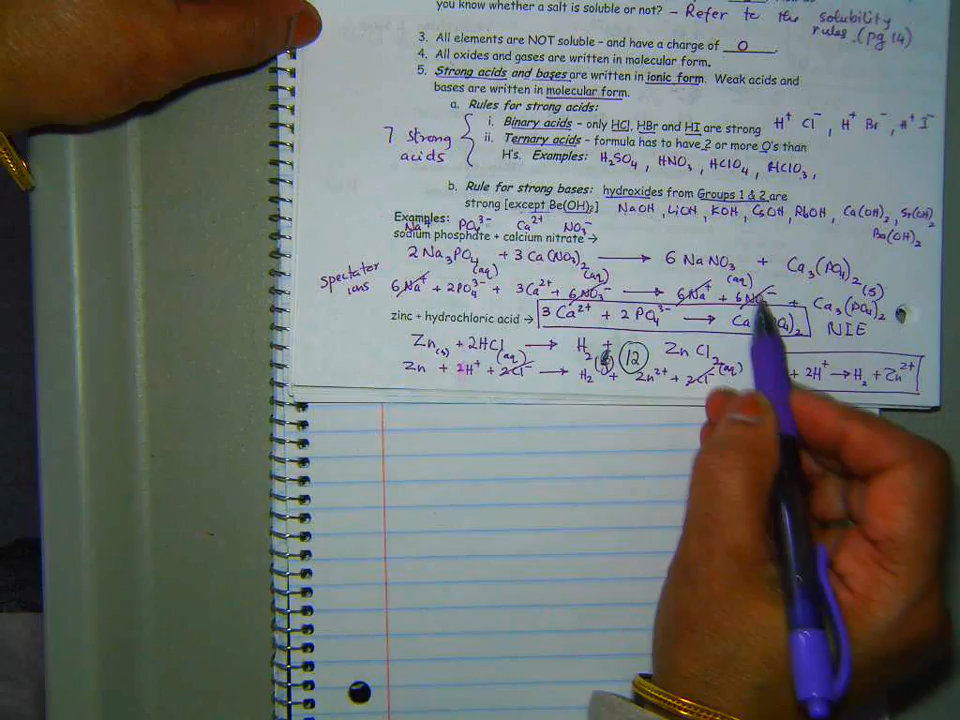 you know whether a salt is soluble or not? - Refer to the solubility
rules. (pg 14)
3. All elements are NOT soluble - and have a charge of 0.
4. All oxides and gases are written in molecular form.
5. Strong acids and bases are written in ionic form. Weak acids and
bases are written in molecular form.
a. Rules for strong acids:
i. Binary acids - only HCl, HBr and HI are strong H⁺ Cl⁻, H⁺ Br⁻, H⁺ I⁻
7 strong acids
ii. Ternary acids - formula has to have 2 or more O's than
H's. Examples: H₂SO₄, HNO₃, HClO₄, HClO₃,
b. Rule for strong bases: hydroxides from Groups 1 & 2 are
strong [except Be(OH)₂] NaOH, LiOH, KOH, CsOH, RbOH, Ca(OH)₂, Sr(OH)₂
Ba(OH)₂
Examples:
Na⁺ PO₄³⁻ Ca²⁺ NO₃⁻
sodium phosphate + calcium nitrate →
2 Na₃PO₄ (aq) + 3 Ca(NO₃)₂ (aq) → 6 NaNO₃ (aq) + Ca₃(PO₄)₂ (s)
spectator ions
6Na⁺ + 2PO₄³⁻ + 3Ca²⁺ + 6NO₃⁻ → 6Na⁺ + 6NO₃⁻ + Ca₃(PO₄)₂
zinc + hydrochloric acid → 3Ca²⁺ + 2PO₄³⁻ → NIE
Zn(s) + 2HCl (aq) → H₂ (g) + ZnCl₂ (aq)
12
Zn + 2H⁺ + 2Cl⁻ → H₂ + Zn²⁺ + 2Cl⁻ + 2H⁺ → H₂ + Zn²⁺